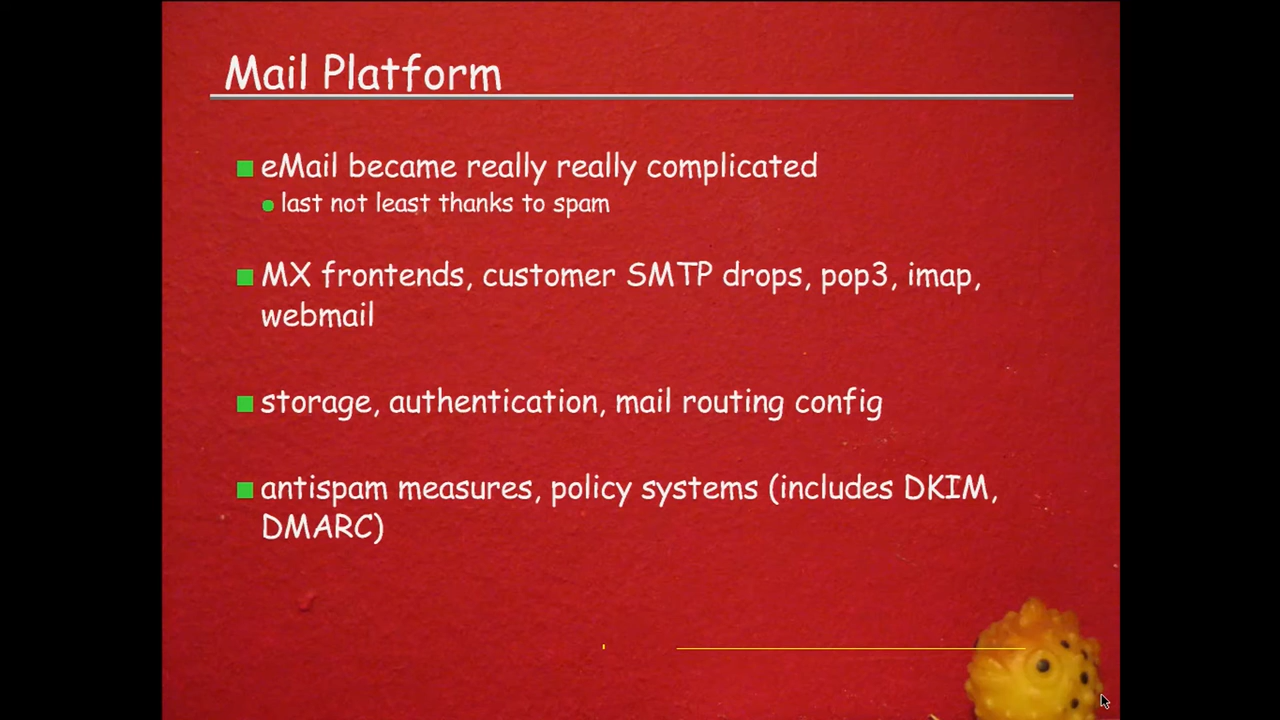 Mail Platform
eMail became really really complicated
last not least thanks to spam
MX frontends, customer SMTP drops, pop3, imap,
webmail
storage, authentication, mail routing config
antispam measures, policy systems (includes DKIM,
DMARC)